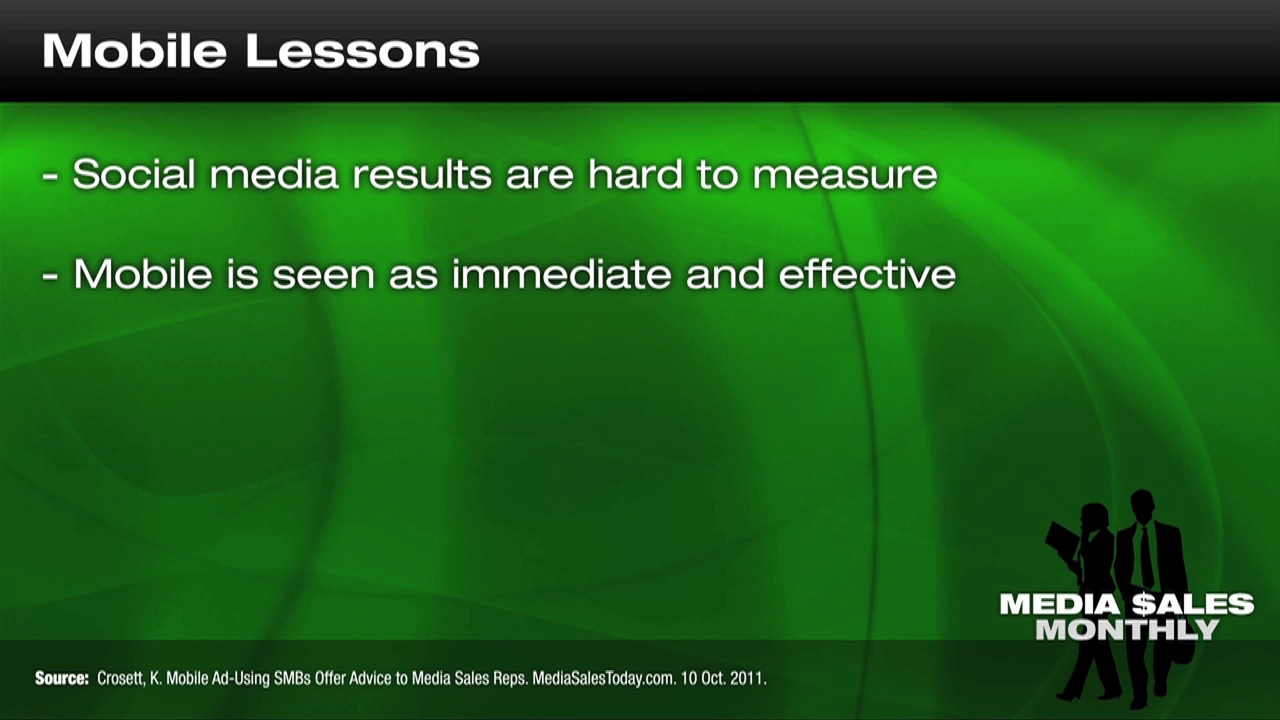 Mobile Lessons
- Social media results are hard to measure
- Mobile is seen as immediate and effective
MEDIA $ALES
MONTHLY
Source: Crosett, K. Mobile Ad-Using SMBs Offer Advice to Media Sales Reps. MediaSalesToday.com. 10 Oct. 2011.